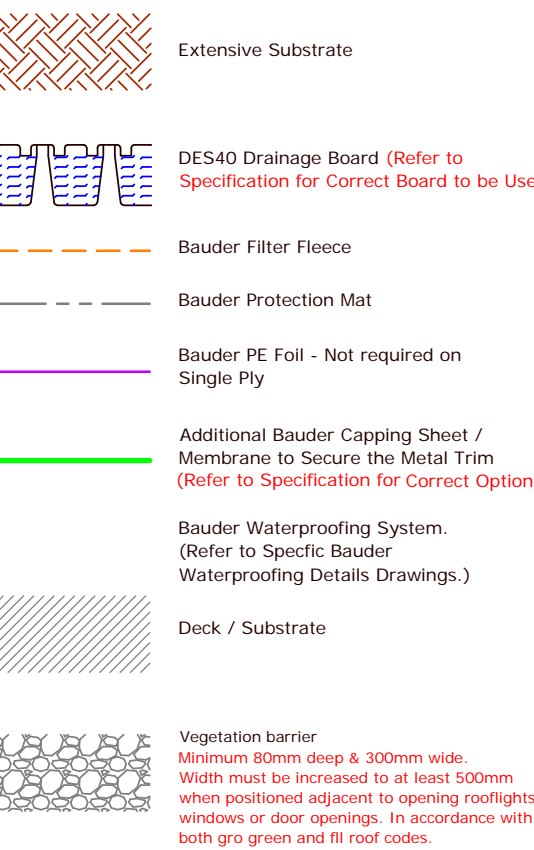 Extensive Substrate
DES40 Drainage Board (Refer to
Specification for Correct Board to be Use
Bauder Filter Fleece
Bauder Protection Mat
Bauder PE Foil - Not required on
Single Ply
Additional Bauder Capping Sheet /
Membrane to Secure the Metal Trim
(Refer to Specification for Correct Option
Bauder Waterproofing System.
(Refer to Specfic Bauder
Waterproofing Details Drawings.)
Deck / Substrate
Vegetation barrier
Minimum 80mm deep & 300mm wide.
Width must be increased to at least 500mm
when positioned adjacent to opening rooflights
windows or door openings. In accordance with
both gro green and fll roof codes.